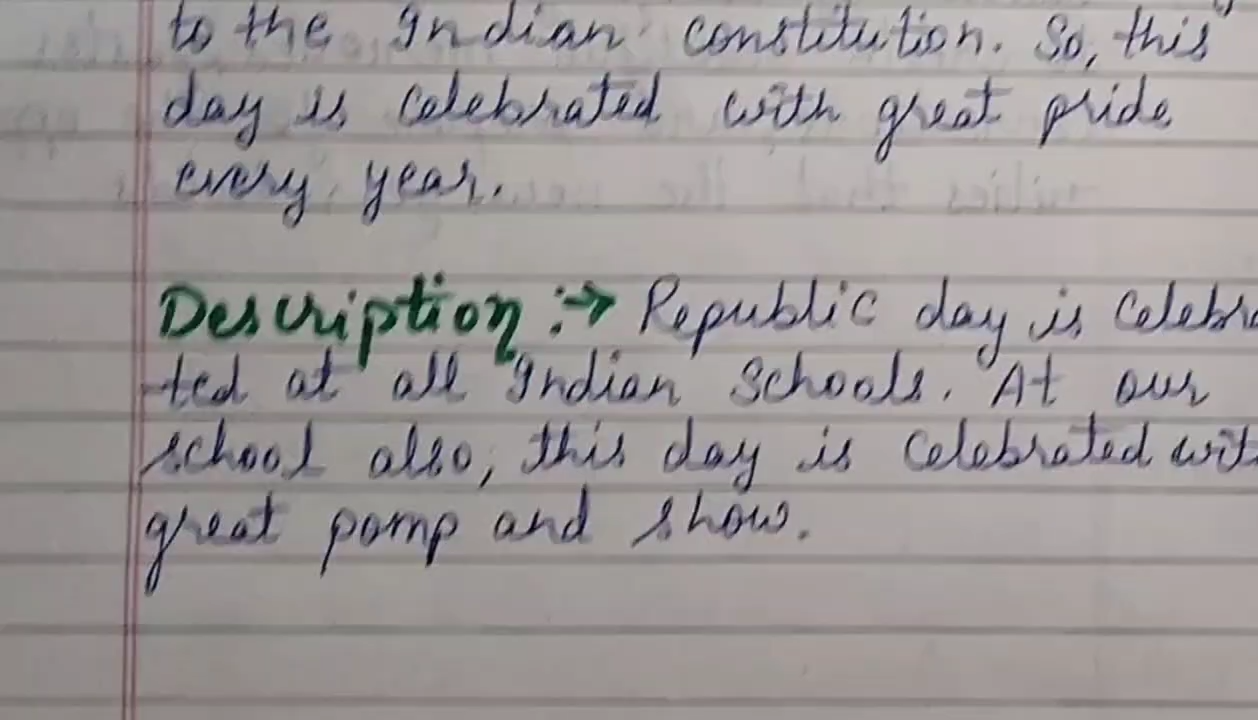 to the Indian constitution. So, this
day is celebrated with great pride
every year.
Description :→ Republic day is celebra
ted at all Indian Schools. At our
school also, this day is celebrated wit
great pomp and show.